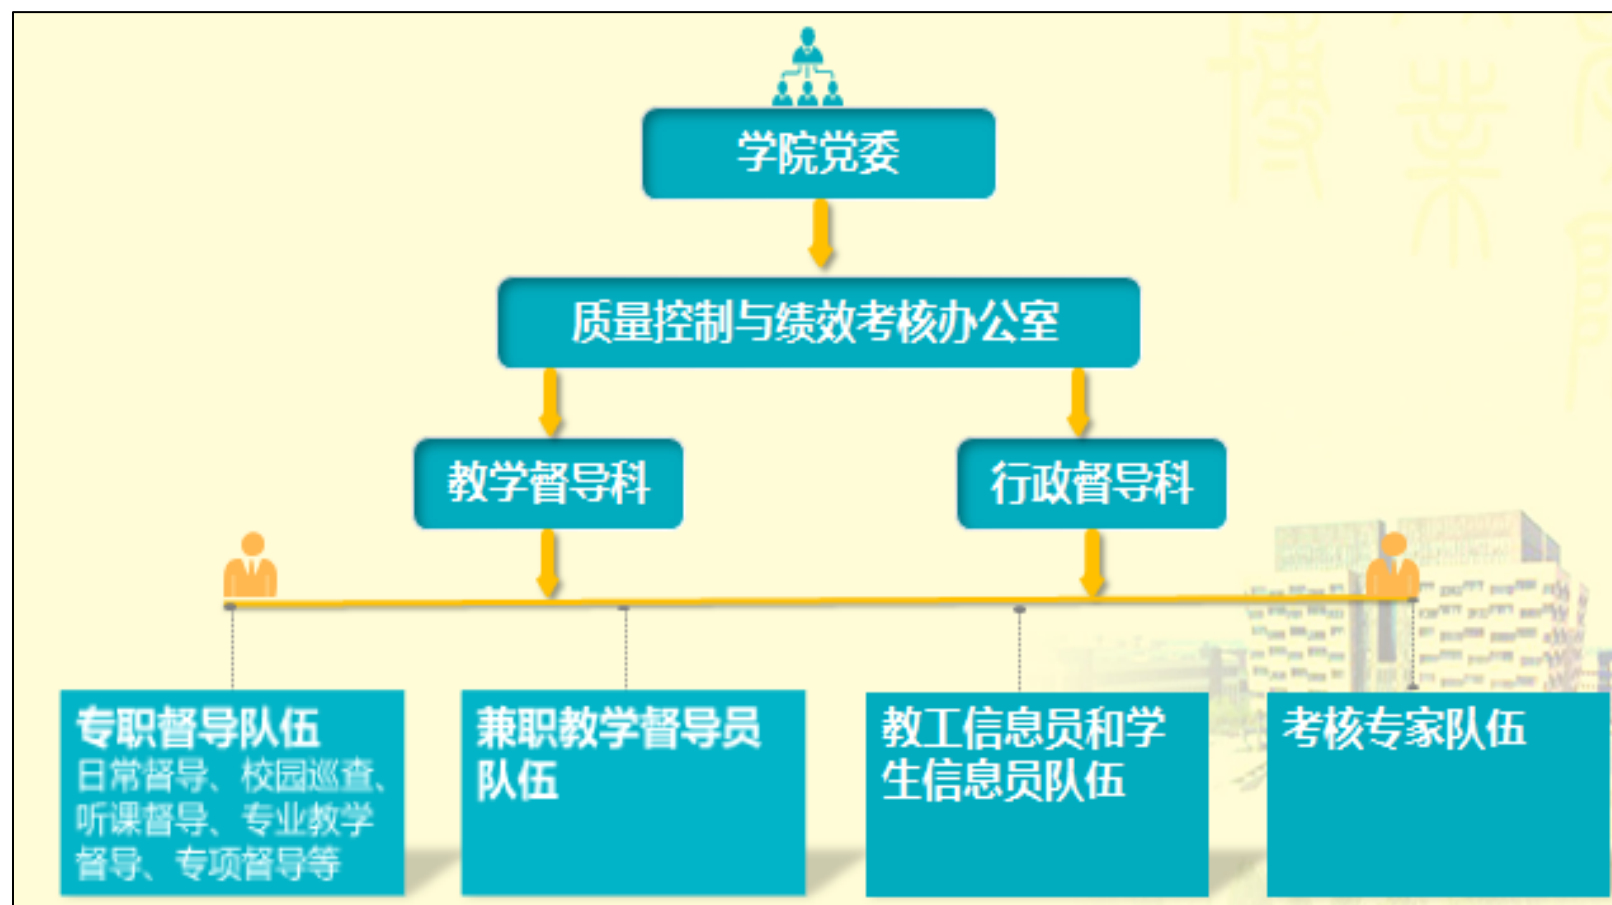 学院党委
质量控制与绩效考核办公室
教学督导科
行政督导科
专职督导队伍
日常督导、校园巡查、
听课督导、专业教学
督导、专项督导等
兼职教学督导员
队伍
教工信息员和学
生信息员队伍
考核专家队伍